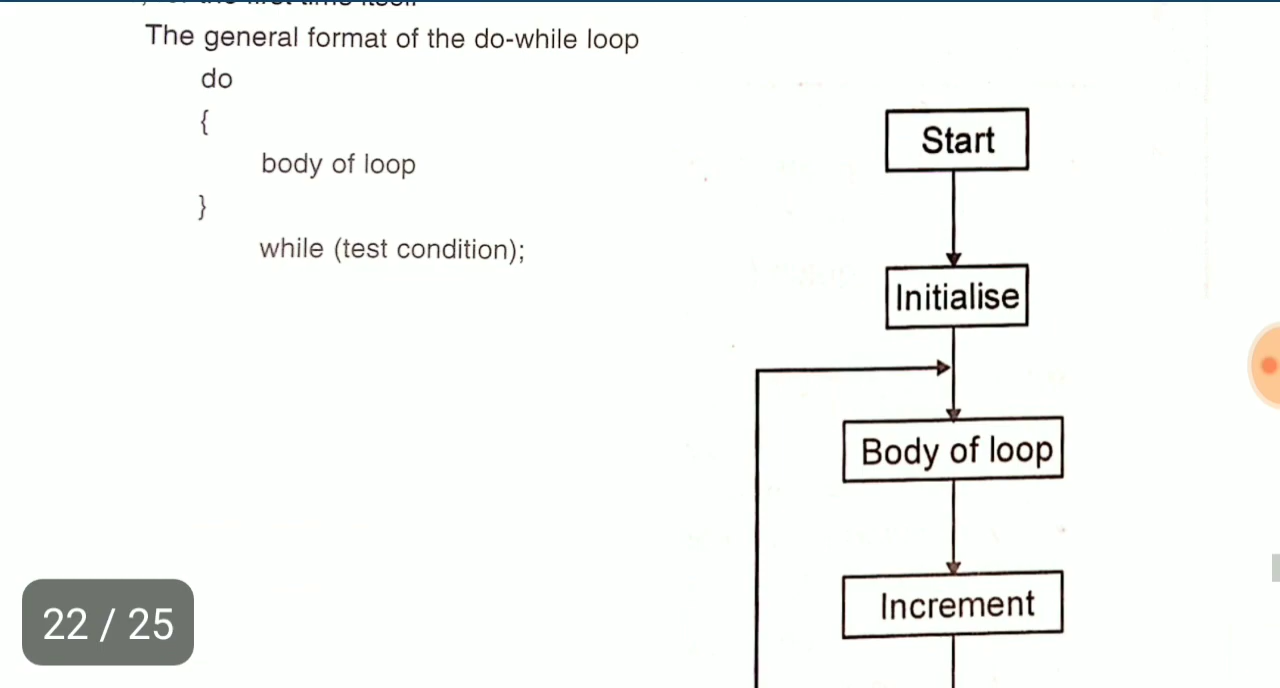 The general format of the do-while loop
do
{
body of loop
}
while (test condition);
Start
Initialise
Body of loop
Increment
22 / 25